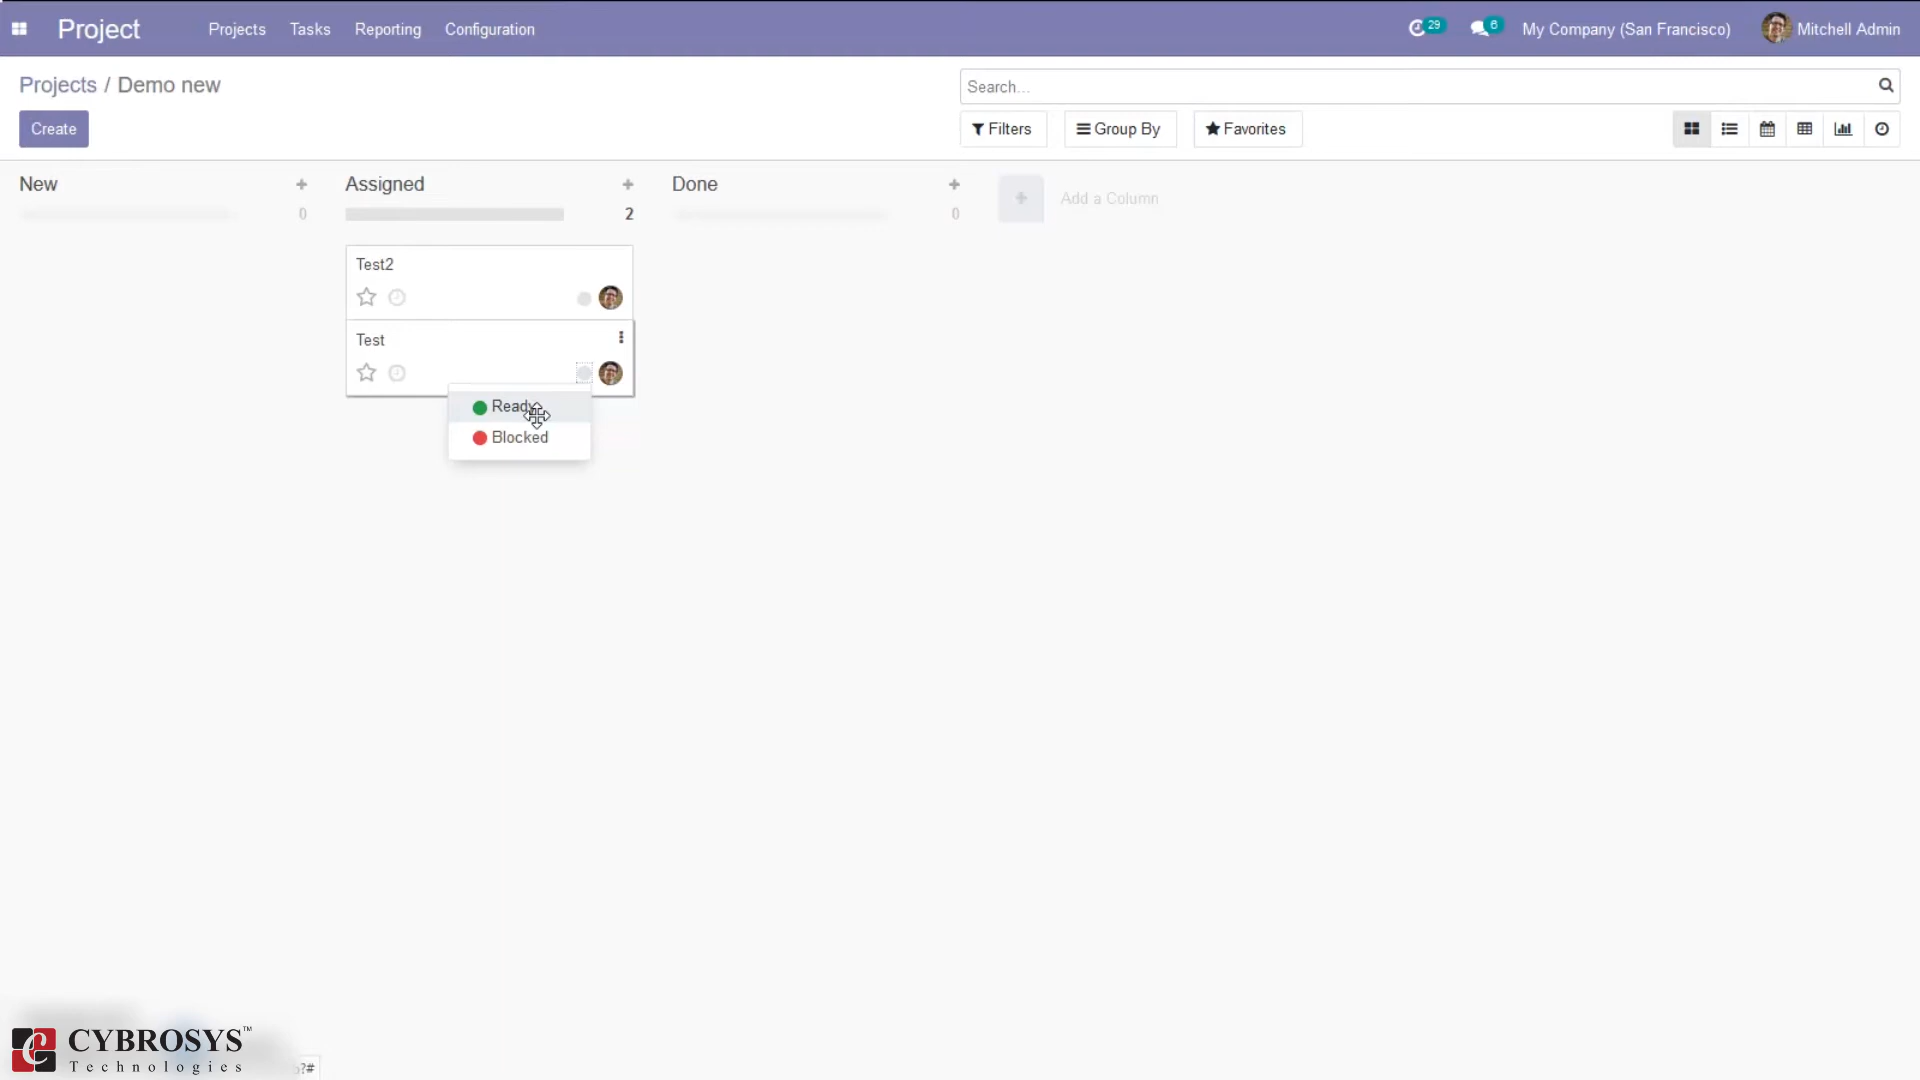 Project
Projects Tasks Reporting Configuration
29
6
My Company (San Francisco)
Mitchell Admin
Projects / Demo new
Search...
Create
Filters
Group By
Favorites
New
0
Assigned
2
Done
0
Add a Column
Test2
Test
Ready
Blocked
CYBROSYS™
Technologies
?#